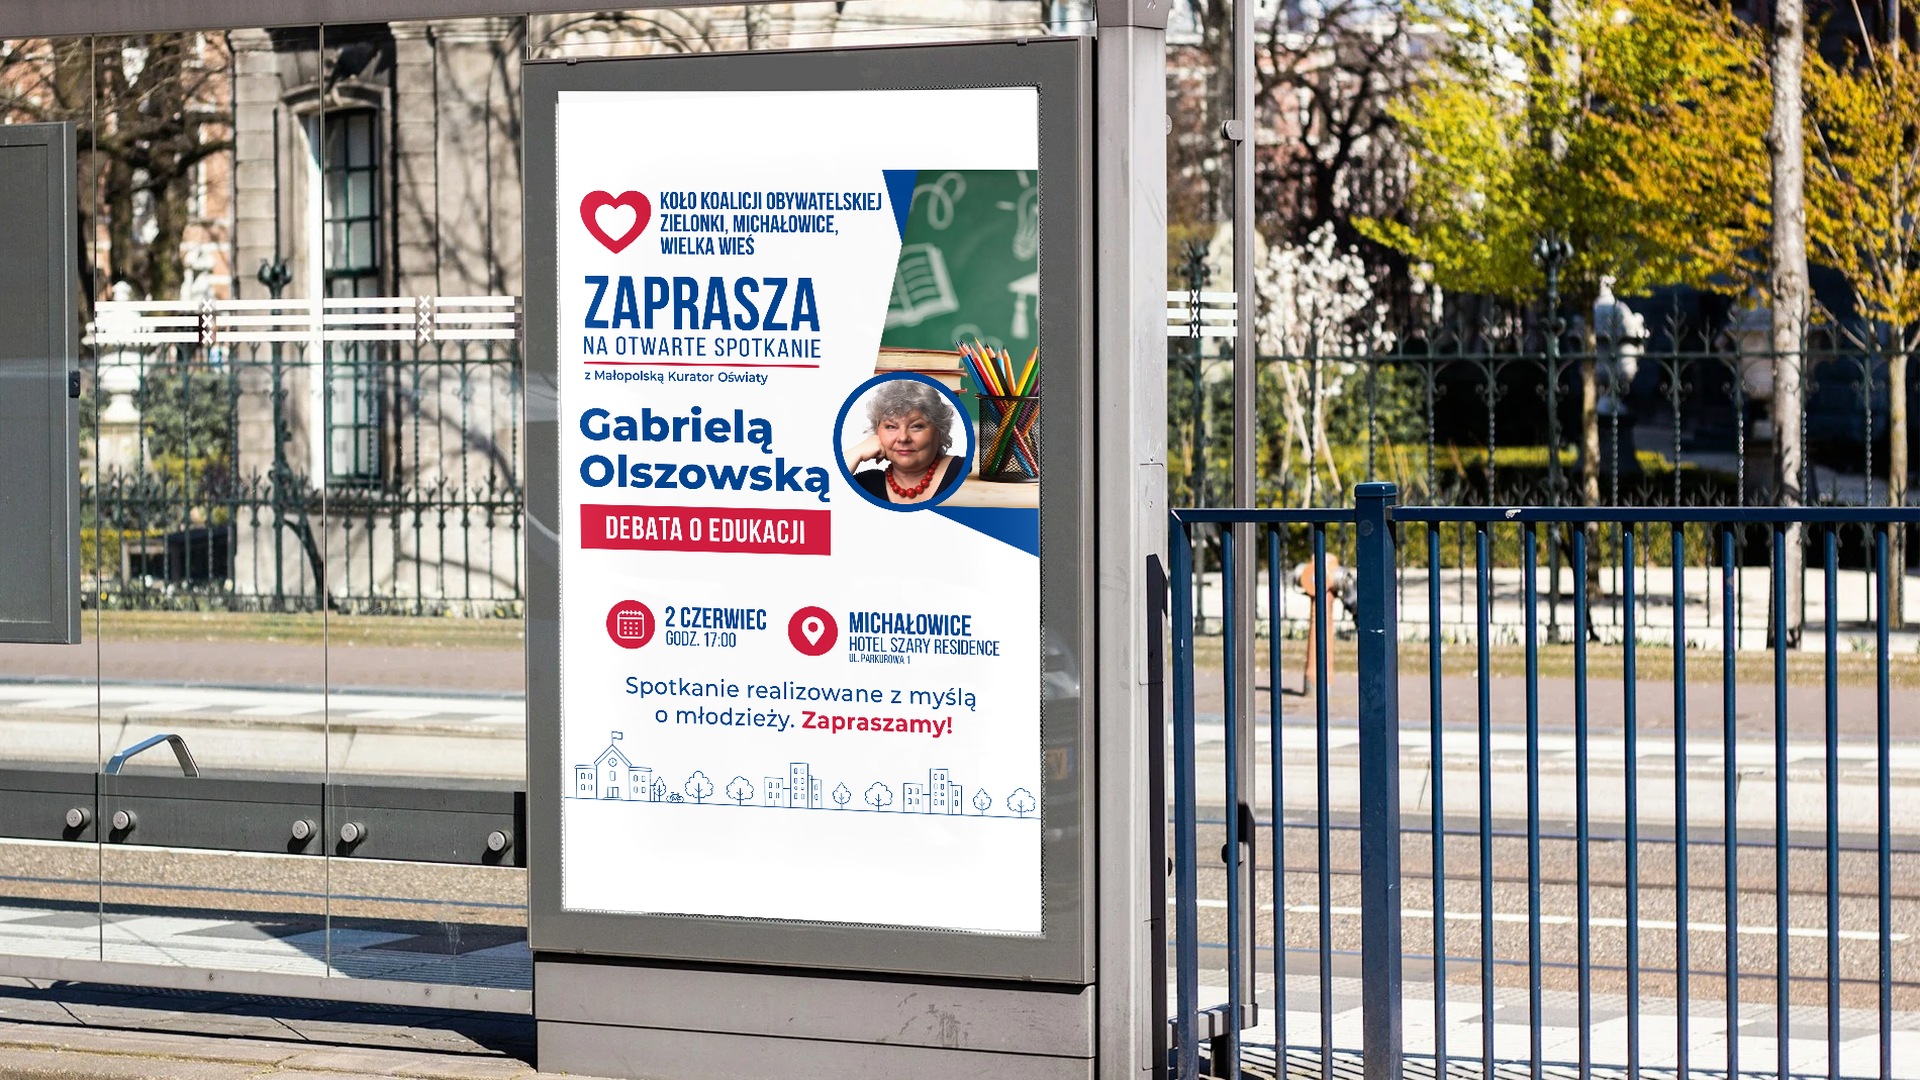 KOŁO KOALICJI OBYWATELSKIEJ
ZIELONKI, MICHAŁOWICE,
WIELKA WIEŚ
ZAPRASZA
NA OTWARTE SPOTKANIE
z Małopolską Kurator Oświaty
Gabrielą
Olszowską
DEBATA O EDUKACJI
2 CZERWIEC
GODZ. 17:00
MICHAŁOWICE
HOTEL SZARY RESIDENCE
UL. PARKUROWA 1
Spotkanie realizowane z myślą
o młodzieży. Zapraszamy!